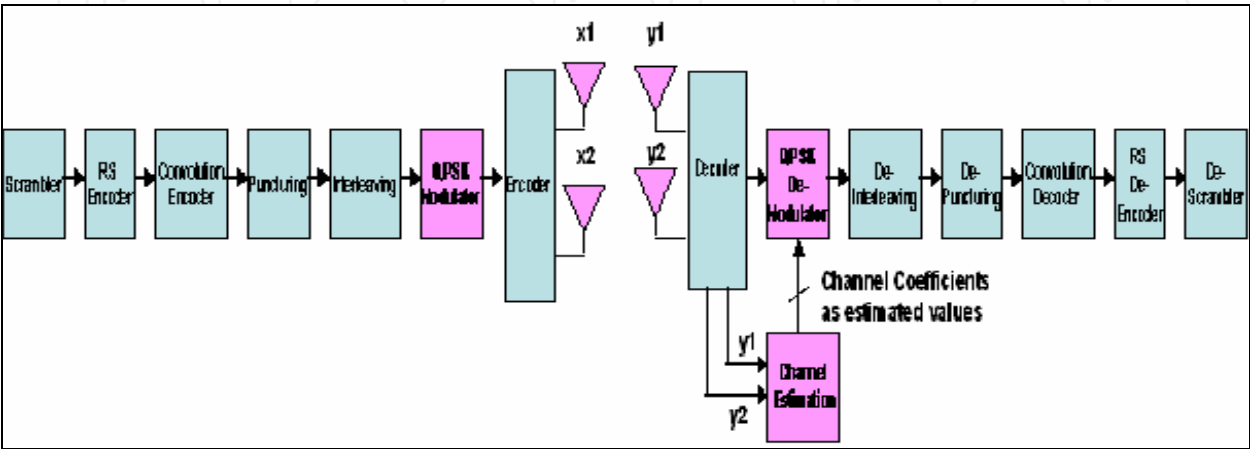 x1
y1
x2
y2
Scrambler
RS
Encoder
Convolution
Encoder
Puncturing
Interleaving
QPSK
Modulator
Encoder
Decoder
QPSK
De-
Modulator
De-
Interleaving
De-
Puncturing
Convolution
Decoder
RS
De-
Encoder
De-
Scrambler
Channel Coefficients
as estimated values
y1
y2
Channel
Estimation